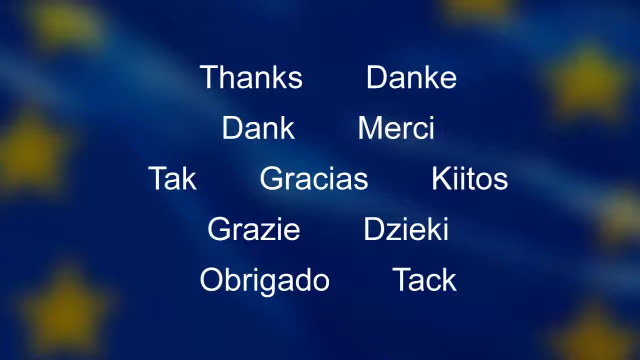 Thanks Danke
Dank Merci
Tak Gracias Kiitos
Grazie Dzieki
Obrigado Tack